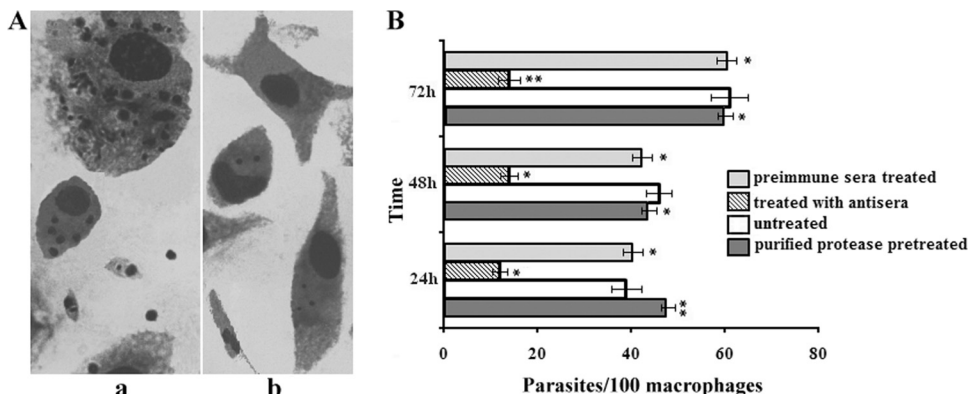 A
B
72h
*
**
*
48h
*
*
*
24h
*
*
**
Time
0 20 40 60 80
Parasites/100 macrophages
preimmune sera treated
treated with antisera
untreated
purified protease pretreated
a
b